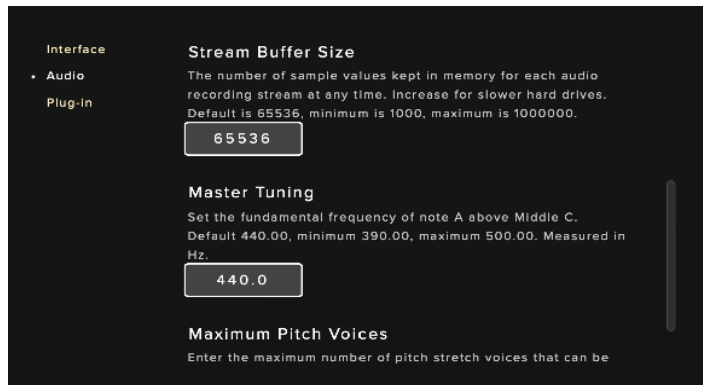 Interface
• Audio
Plug-in
Stream Buffer Size
The number of sample values kept in memory for each audio
recording stream at any time. Increase for slower hard drives.
Default is 65536, minimum is 1000, maximum is 1000000.
65536
Master Tuning
Set the fundamental frequency of note A above Middle C.
Default 440.00, minimum 390.00, maximum 500.00. Measured in
Hz.
440.0
Maximum Pitch Voices
Enter the maximum number of pitch stretch voices that can be